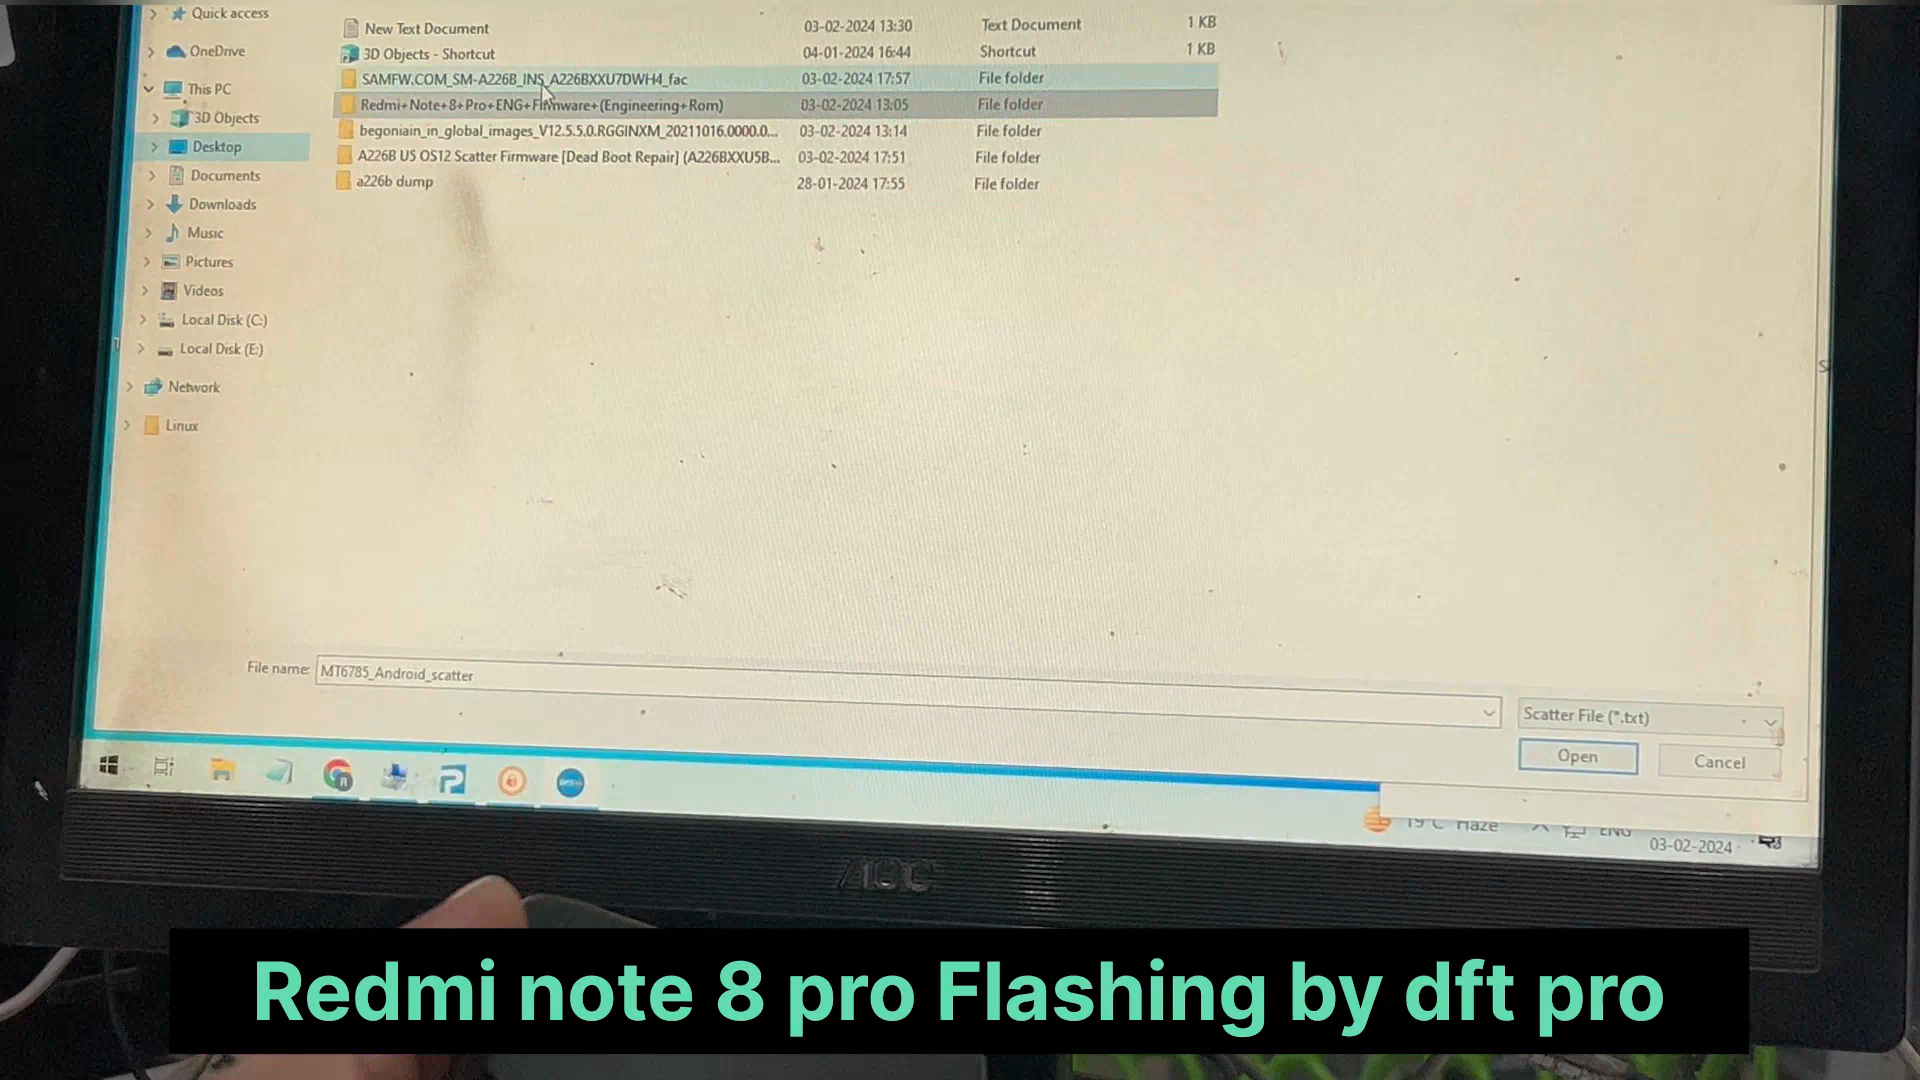 Quick access
OneDrive
This PC
3D Objects
Desktop
Documents
Downloads
Music
Pictures
Videos
Local Disk (C:)
Local Disk (E:)
Network
Linux
New Text Document 03-02-2024 13:30 Text Document 1 KB
3D Objects - Shortcut 04-01-2024 16:44 Shortcut 1 KB
SAMFW.COM_SM-A226B_INS_A226BXXU7DWH4_fac 03-02-2024 17:57 File folder
Redmi+Note+8+Pro+ENG+Firmware+(Engineering+Rom) 03-02-2024 13:05 File folder
begoniain_in_global_images_V12.5.5.0.RGGINXM_20211016.0000.0... 03-02-2024 13:14 File folder
A226B U5 OS12 Scatter Firmware [Dead Boot Repair] (A226BXXU5B... 03-02-2024 17:51 File folder
a226b dump 28-01-2024 17:55 File folder
File name: MT6785_Android_scatter
Scatter File (*.txt)
Open Cancel
19°C Haze ENG
03-02-2024
AOC
Redmi note 8 pro Flashing by dft pro